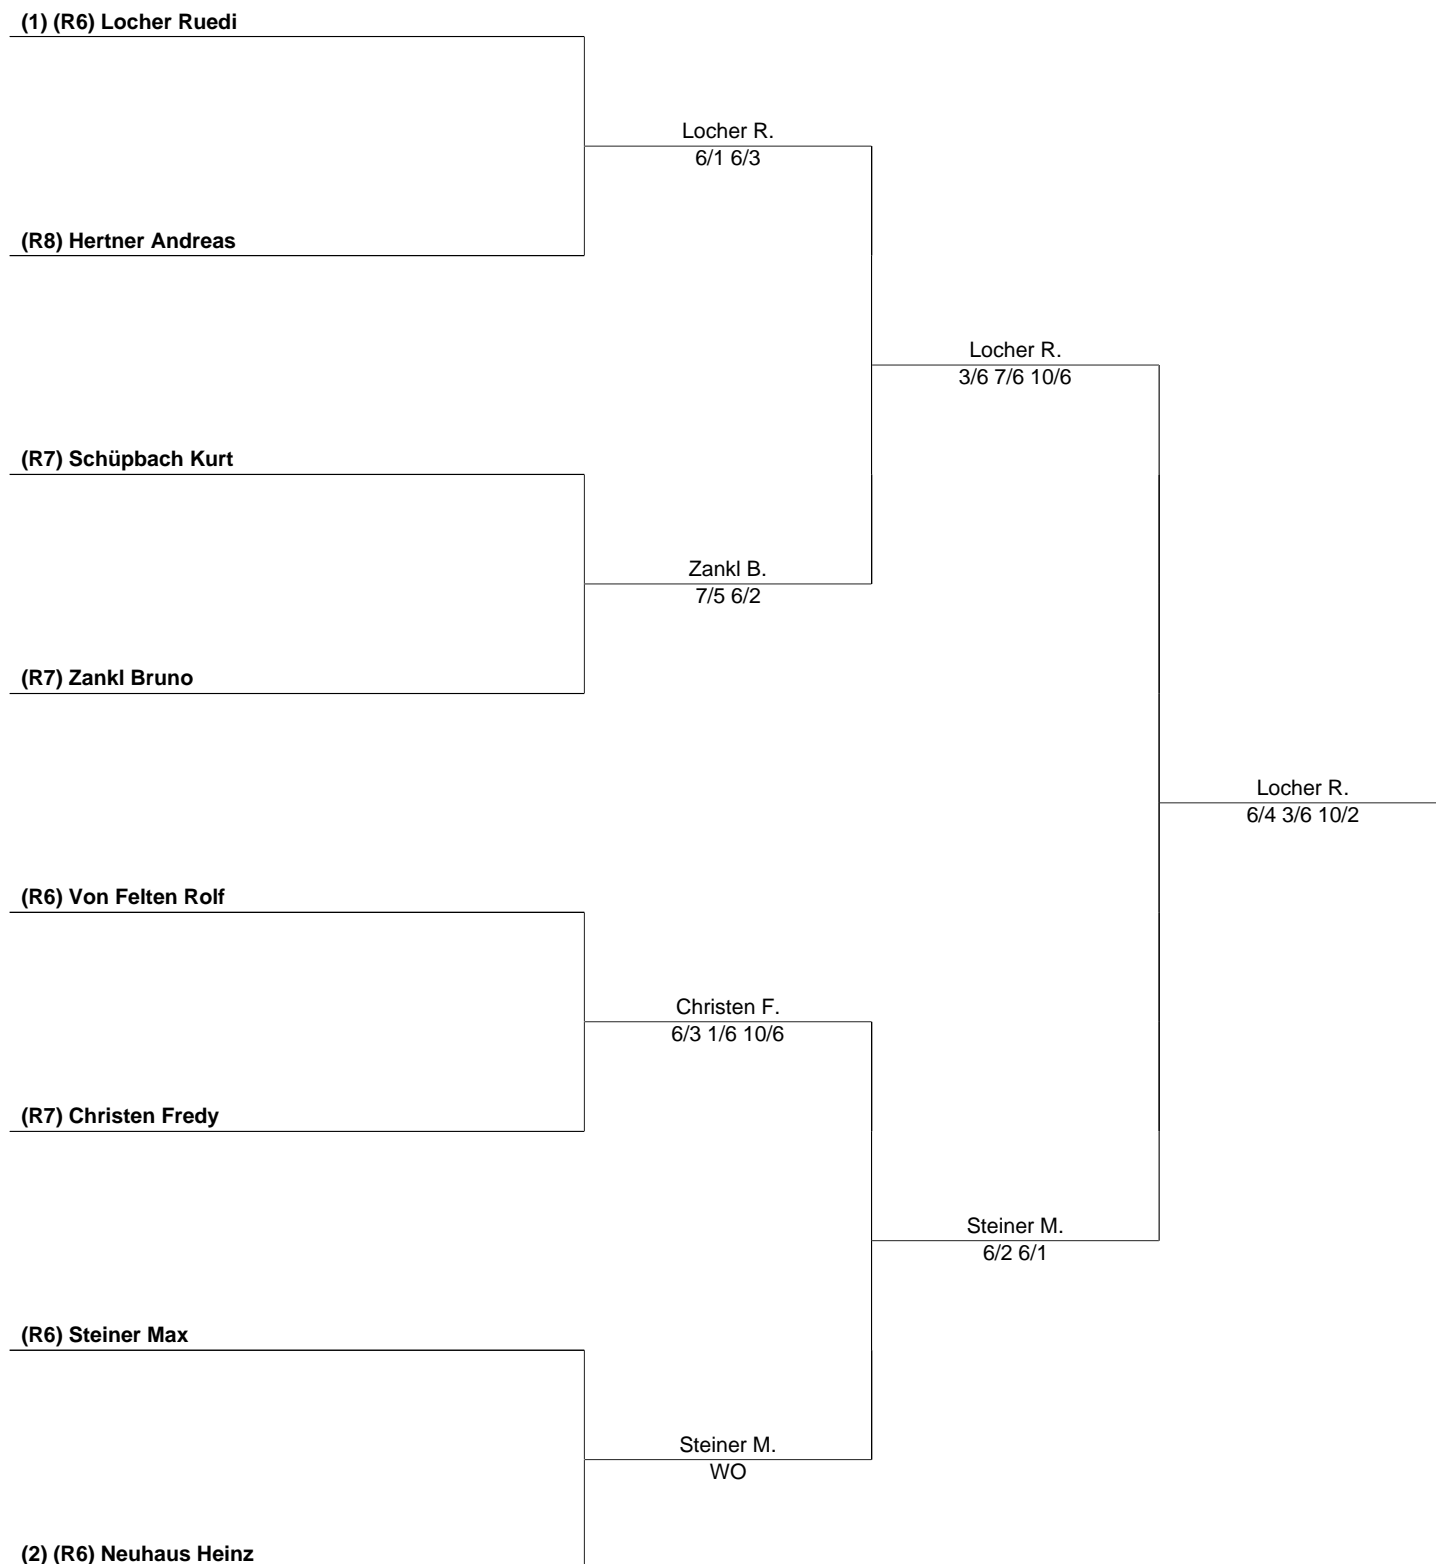 (1) (R6) Locher Ruedi
Locher R.
6/1 6/3
(R8) Hertner Andreas
Locher R.
3/6 7/6 10/6
(R7) Schüpbach Kurt
Zankl B.
7/5 6/2
(R7) Zankl Bruno
Locher R.
6/4 3/6 10/2
(R6) Von Felten Rolf
Christen F.
6/3 1/6 10/6
(R7) Christen Fredy
Steiner M.
6/2 6/1
(R6) Steiner Max
Steiner M.
WO
(2) (R6) Neuhaus Heinz